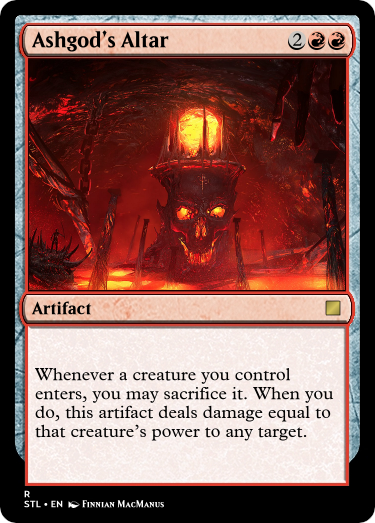 Ashgod's Altar 2
Artifact
Whenever a creature you control
enters, you may sacrifice it. When you
do, this artifact deals damage equal to
that creature's power to any target.
R
STL • EN Finnian MacManus